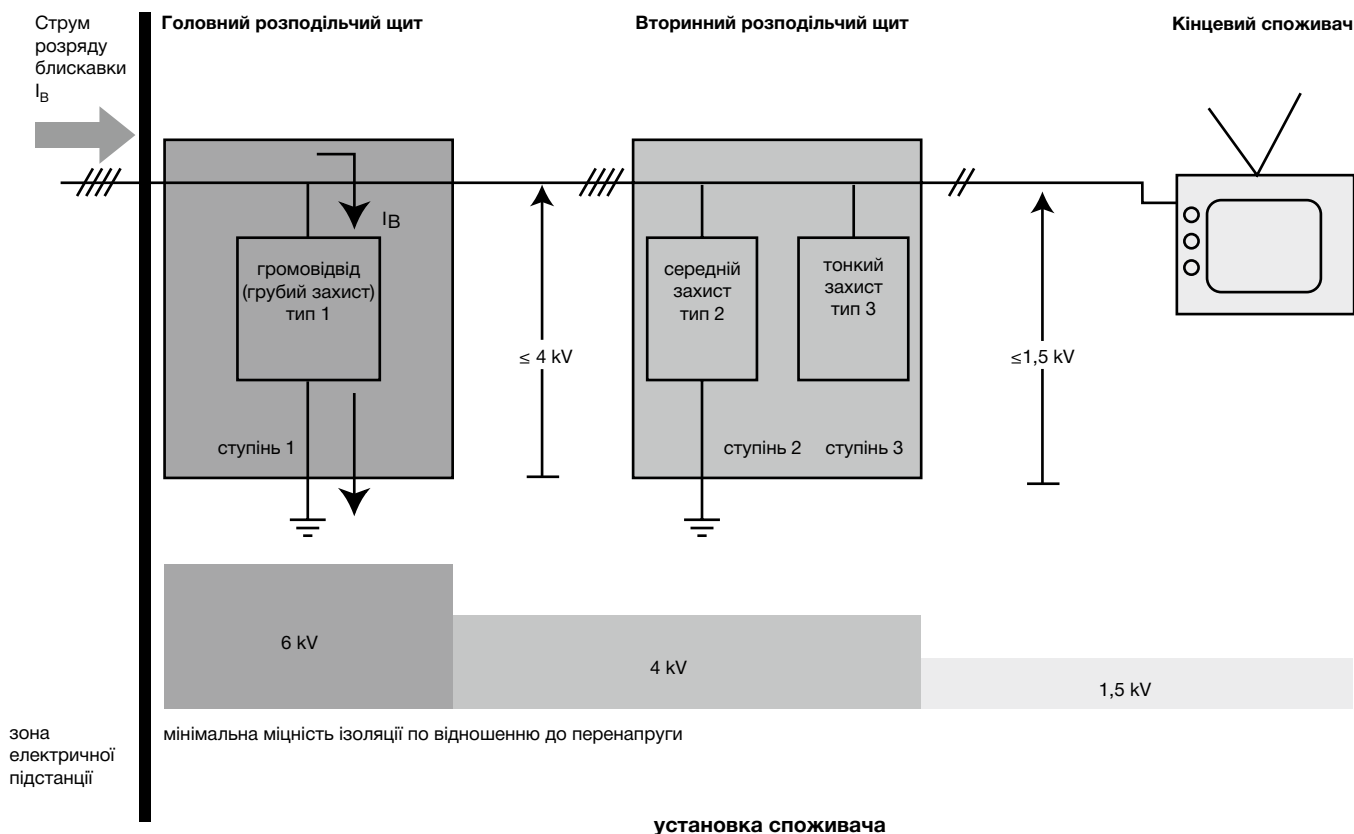 Струм
розряду
блискавки
I_B
Головний розподільчий щит
Вторинний розподільчий щит
Кінцевий споживач
I_B
громовідвід
(грубий захист)
тип 1
ступінь 1
≤ 4 kV
середній
захист
тип 2
тонкий
захист
тип 3
ступінь 2
ступінь 3
≤1,5 kV
6 kV
4 kV
1,5 kV
зона
електричної
підстанції
мінімальна міцність ізоляції по відношенню до перенапруги
установка споживача